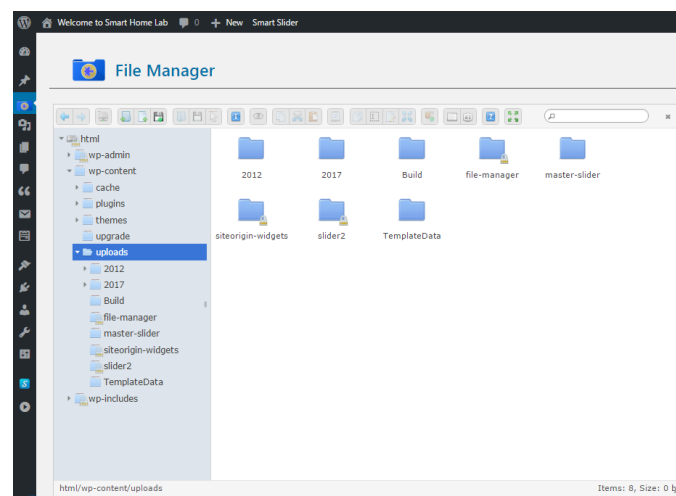 Welcome to Smart Home Lab 0 + New Smart Slider
File Manager
html
wp-admin
wp-content
cache
plugins
themes
upgrade
uploads
2012
2017
Build
file-manager
master-slider
siteorigin-widgets
slider2
TemplateData
wp-includes
2012 2017 Build file-manager master-slider
siteorigin-widgets slider2 TemplateData
html/wp-content/uploads Items: 8, Size: 0 b